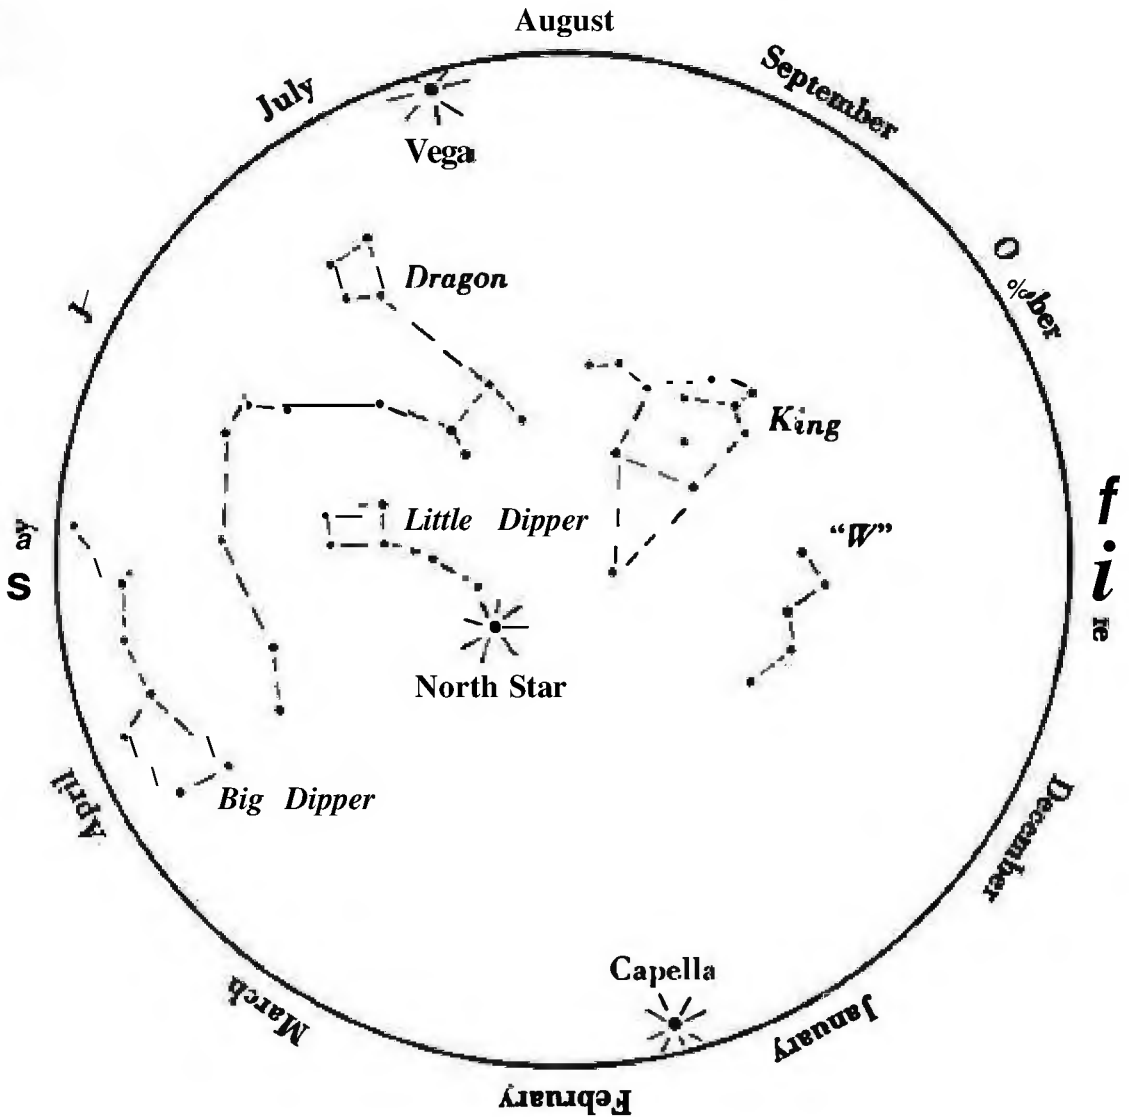 August
September
July
Vega
Dragon
King
Little Dipper
"W"
North Star
April
Big Dipper
December
Capella
March
January
February